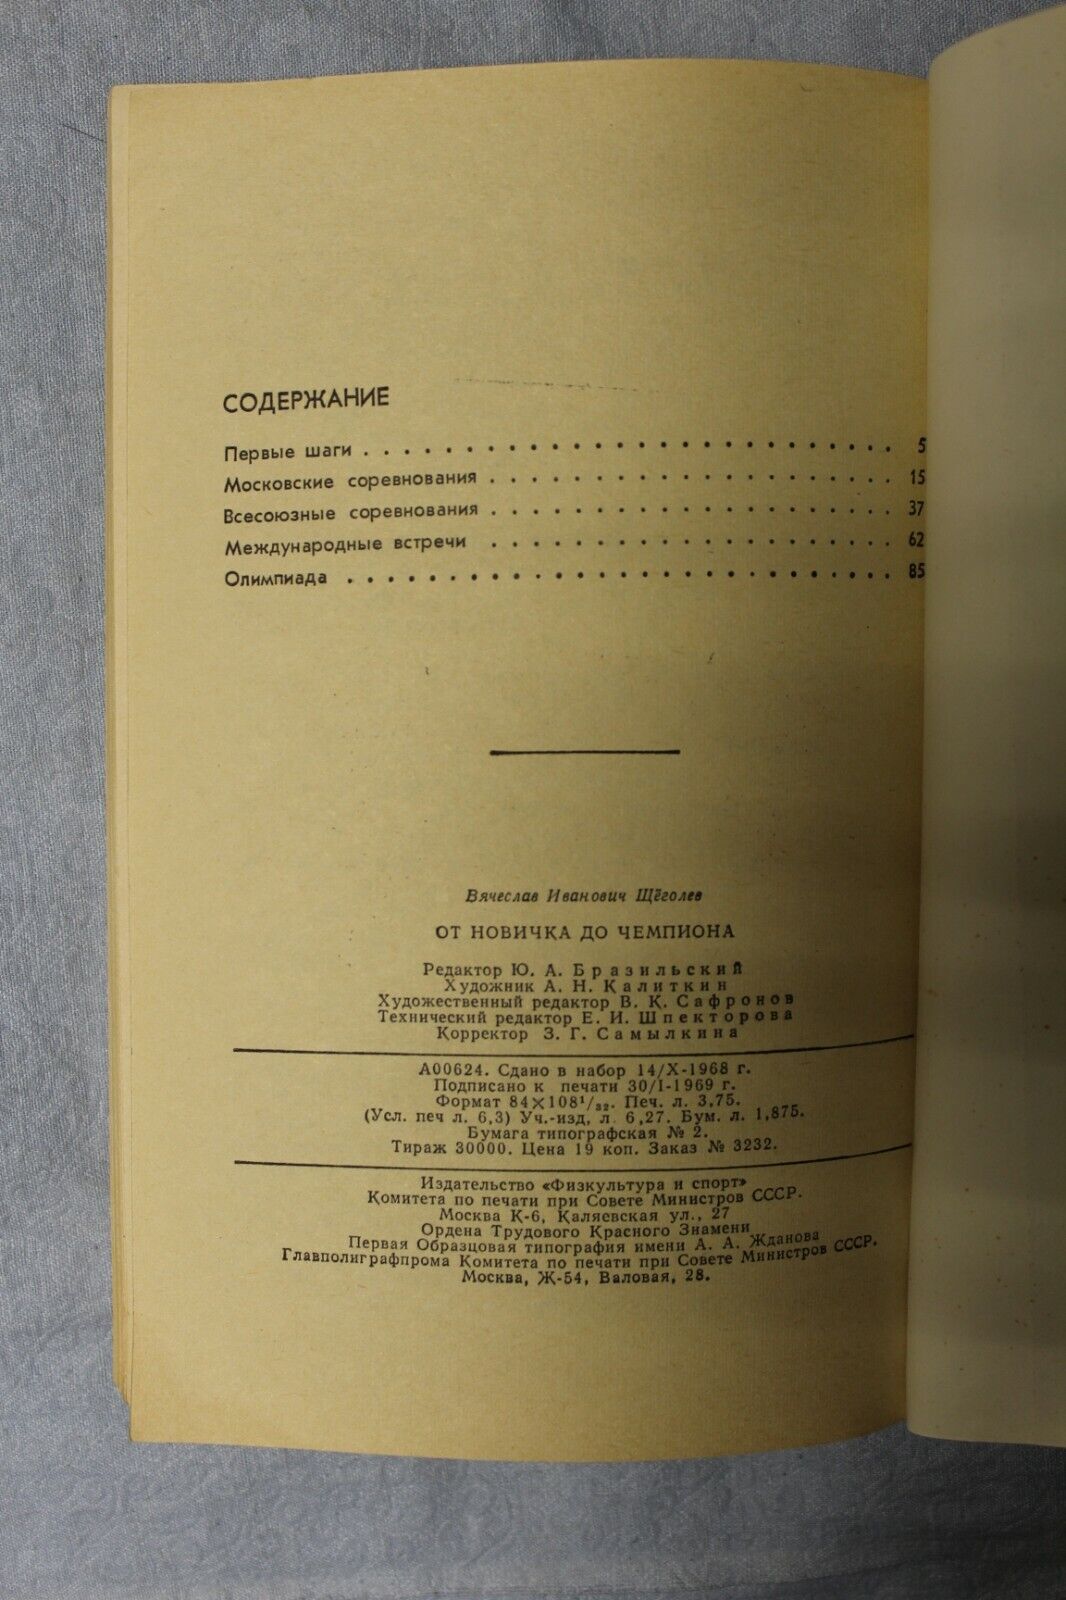 СОДЕРЖАНИЕ
Первые шаги . . . . . . . . . . . . . . . . . . . . . . . . . 5
Московские соревнования . . . . . . . . . . . . . . . . . . . 15
Всесоюзные соревнования . . . . . . . . . . . . . . . . . . . 37
Международные встречи . . . . . . . . . . . . . . . . . . . 62
Олимпиада . . . . . . . . . . . . . . . . . . . . . . . . . . 85
Вячеслав Иванович Щёголев
ОТ НОВИЧКА ДО ЧЕМПИОНА
Редактор Ю. А. Бразильский
Художник А. Н. Калиткин
Художественный редактор В. К. Сафронов
Технический редактор Е. И. Шпекторова
Корректор З. Г. Самылкина
А00624. Сдано в набор 14/X-1968 г.
Подписано к печати 30/I-1969 г.
Формат 84×108¹/₃₂. Печ. л. 3,75.
(Усл. печ л. 6,3) Уч.-изд, л. 6,27. Бум. л. 1,875.
Бумага типографская № 2.
Тираж 30000. Цена 19 коп. Заказ № 3232.
Издательство «Физкультура и спорт»
Комитета по печати при Совете Министров СССР.
Москва К-6, Каляевская ул., 27
Ордена Трудового Красного Знамени
Первая Образцовая типография имени А. А. Жданова
Главполиграфпрома Комитета по печати при Совете Министров СССР.
Москва, Ж-54, Валовая, 28.